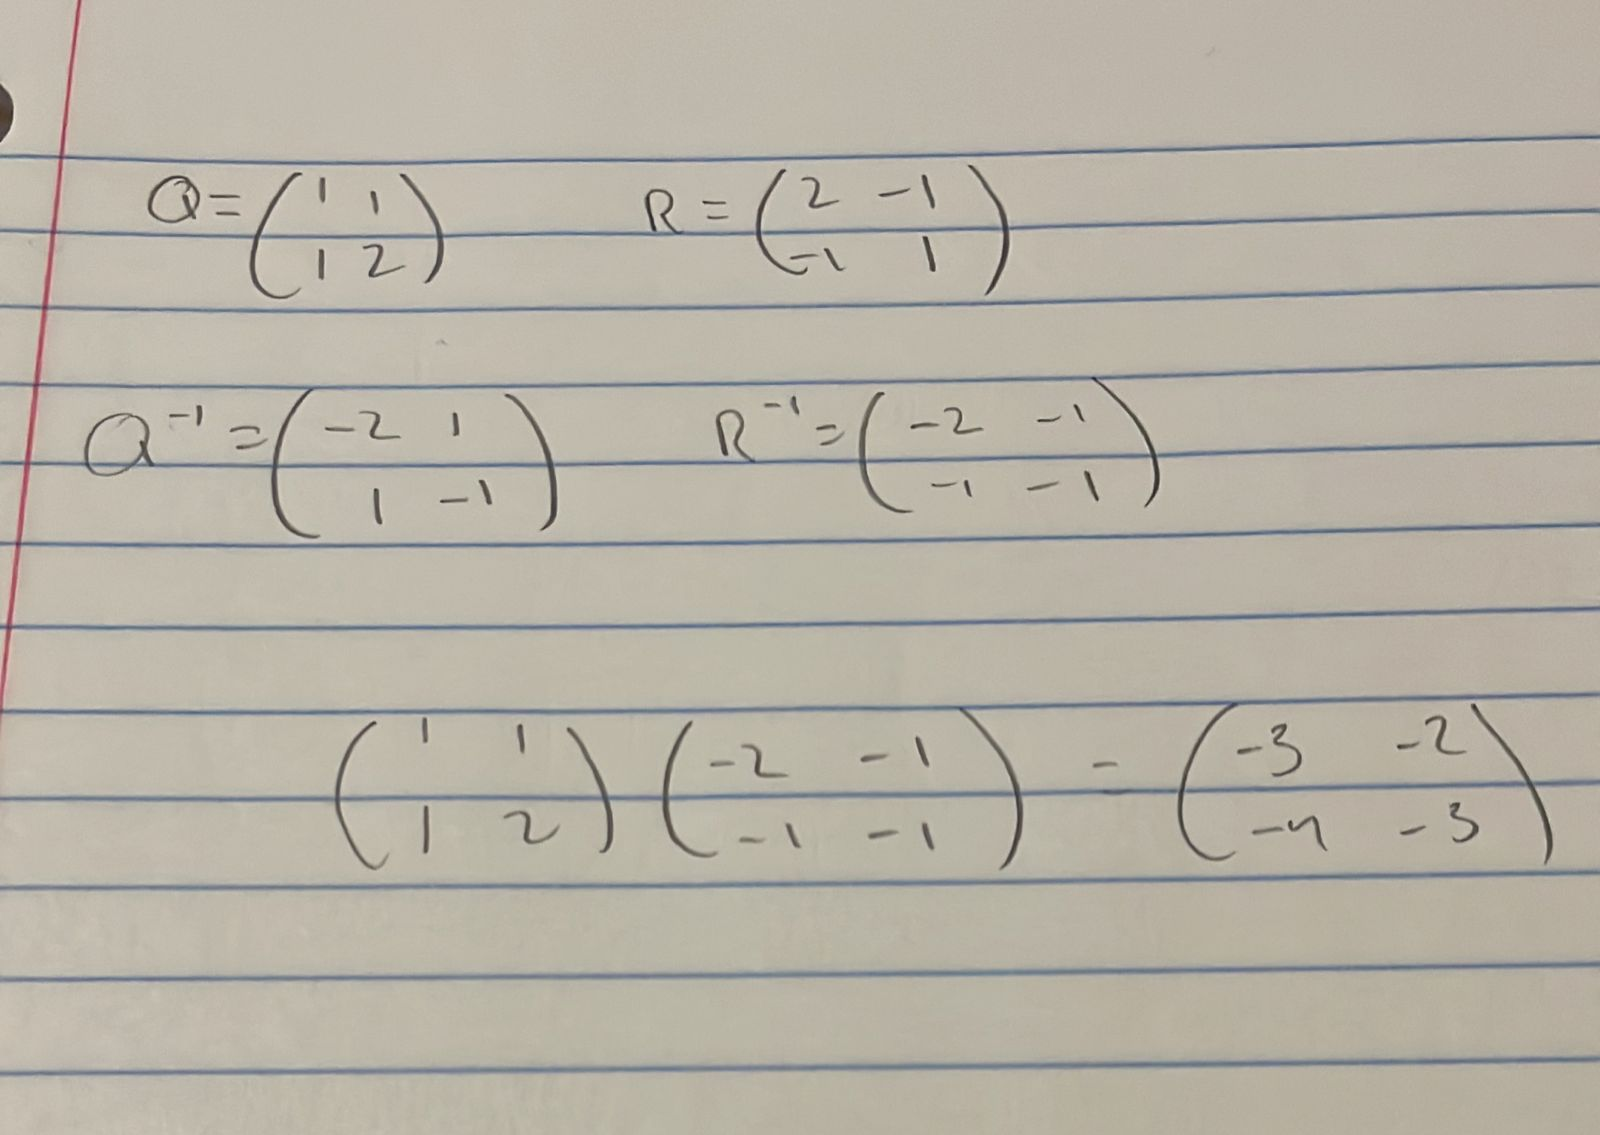 Q = (1 1; 1 2) R = (2 -1; -1 1)
Q⁻¹ = (-2 1; 1 -1) R⁻¹ = (-2 -1; -1 -1)
(1 1; 1 2) (-2 -1; -1 -1) - (-3 -2; -4 -3)